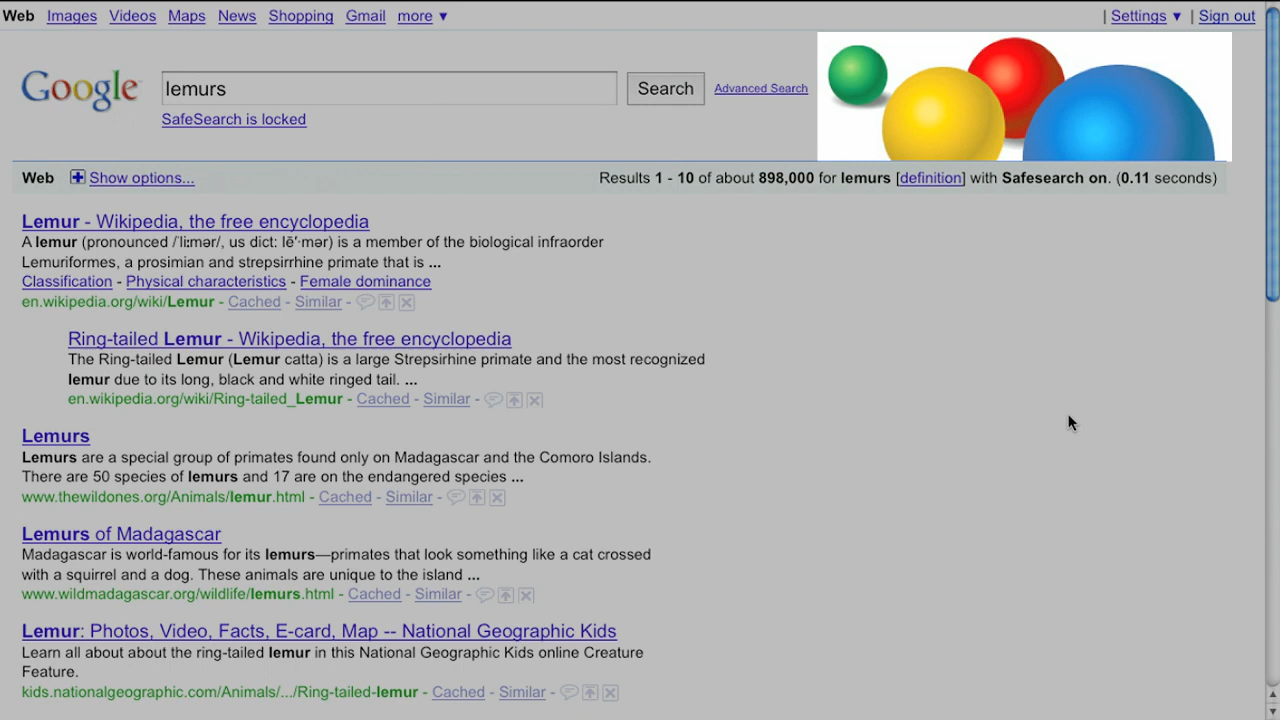 Web Images Videos Maps News Shopping Gmail more ▼ | Settings ▼ | Sign out
Google lemurs Search Advanced Search
SafeSearch is locked
Web Show options... Results 1 - 10 of about 898,000 for lemurs [definition] with Safesearch on. (0.11 seconds)
Lemur - Wikipedia, the free encyclopedia
A lemur (pronounced /ˈliːmər/, us dict: lē′·mər) is a member of the biological infraorder
Lemuriformes, a prosimian and strepsirrhine primate that is ...
Classification - Physical characteristics - Female dominance
en.wikipedia.org/wiki/Lemur - Cached - Similar -
Ring-tailed Lemur - Wikipedia, the free encyclopedia
The Ring-tailed Lemur (Lemur catta) is a large Strepsirhine primate and the most recognized
lemur due to its long, black and white ringed tail. ...
en.wikipedia.org/wiki/Ring-tailed_Lemur - Cached - Similar -
Lemurs
Lemurs are a special group of primates found only on Madagascar and the Comoro Islands.
There are 50 species of lemurs and 17 are on the endangered species ...
www.thewildones.org/Animals/lemur.html - Cached - Similar -
Lemurs of Madagascar
Madagascar is world-famous for its lemurs—primates that look something like a cat crossed
with a squirrel and a dog. These animals are unique to the island ...
www.wildmadagascar.org/wildlife/lemurs.html - Cached - Similar -
Lemur: Photos, Video, Facts, E-card, Map -- National Geographic Kids
Learn all about about the ring-tailed lemur in this National Geographic Kids online Creature
Feature.
kids.nationalgeographic.com/Animals/.../Ring-tailed-lemur - Cached - Similar -